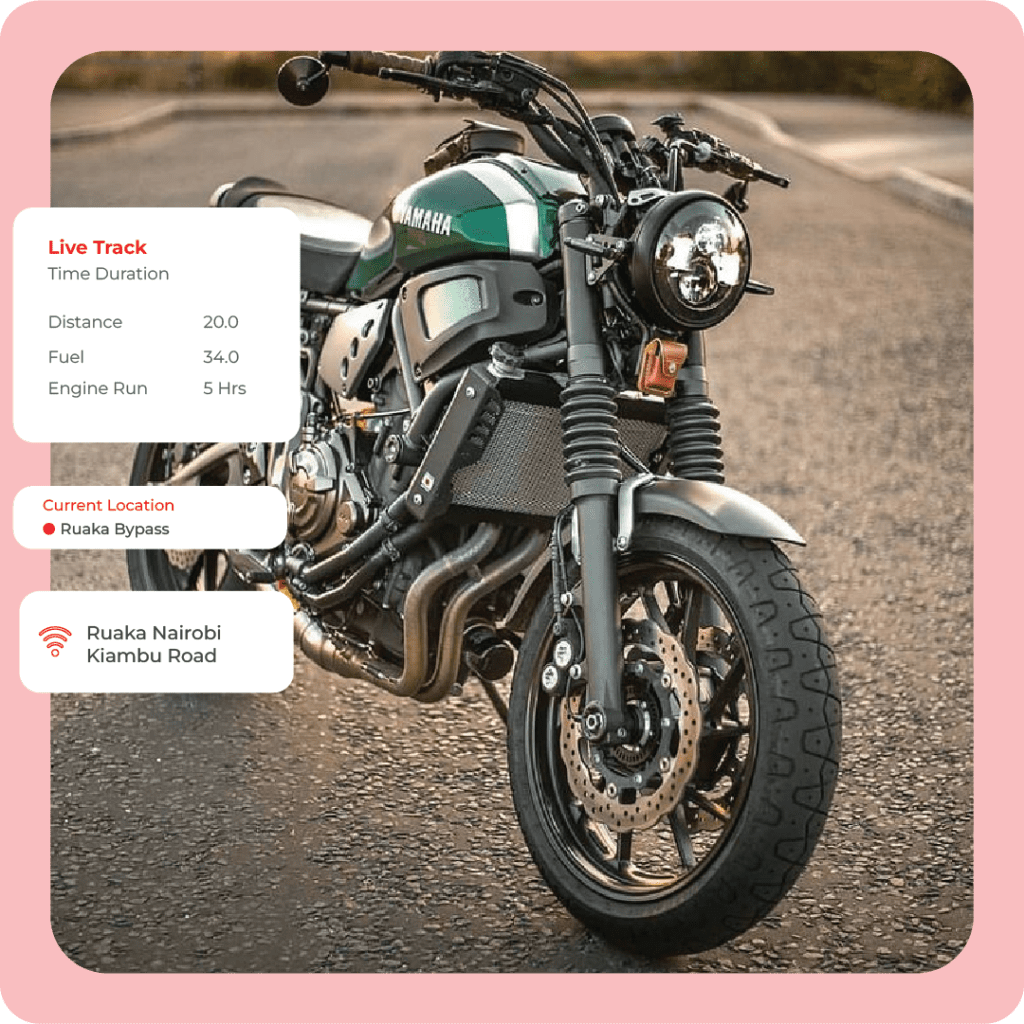 YAMAHA
Live Track
Time Duration
Distance 20.0
Fuel 34.0
Engine Run 5 Hrs
Current Location
Ruaka Bypass
Ruaka Nairobi
Kiambu Road